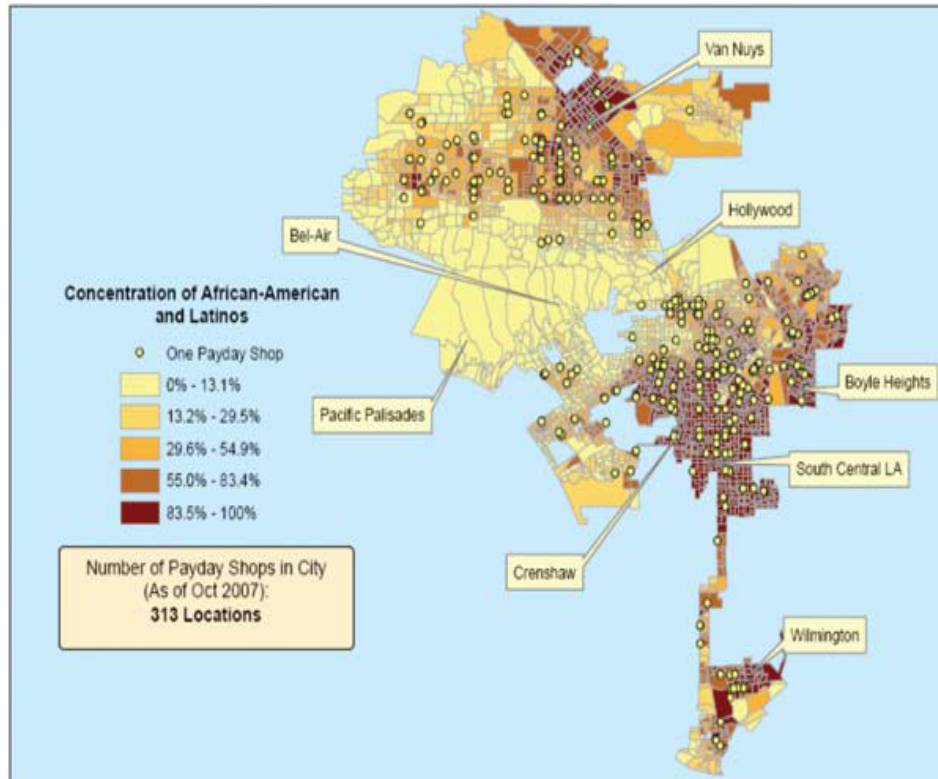 Van Nuys
Hollywood
Bel-Air
Concentration of African-American
and Latinos
One Payday Shop
0% - 13.1%
13.2% - 29.5%
29.6% - 54.9%
55.0% - 83.4%
83.5% - 100%
Pacific Palisades
Boyle Heights
South Central LA
Crenshaw
Number of Payday Shops in City
(As of Oct 2007):
313 Locations
Wilmington